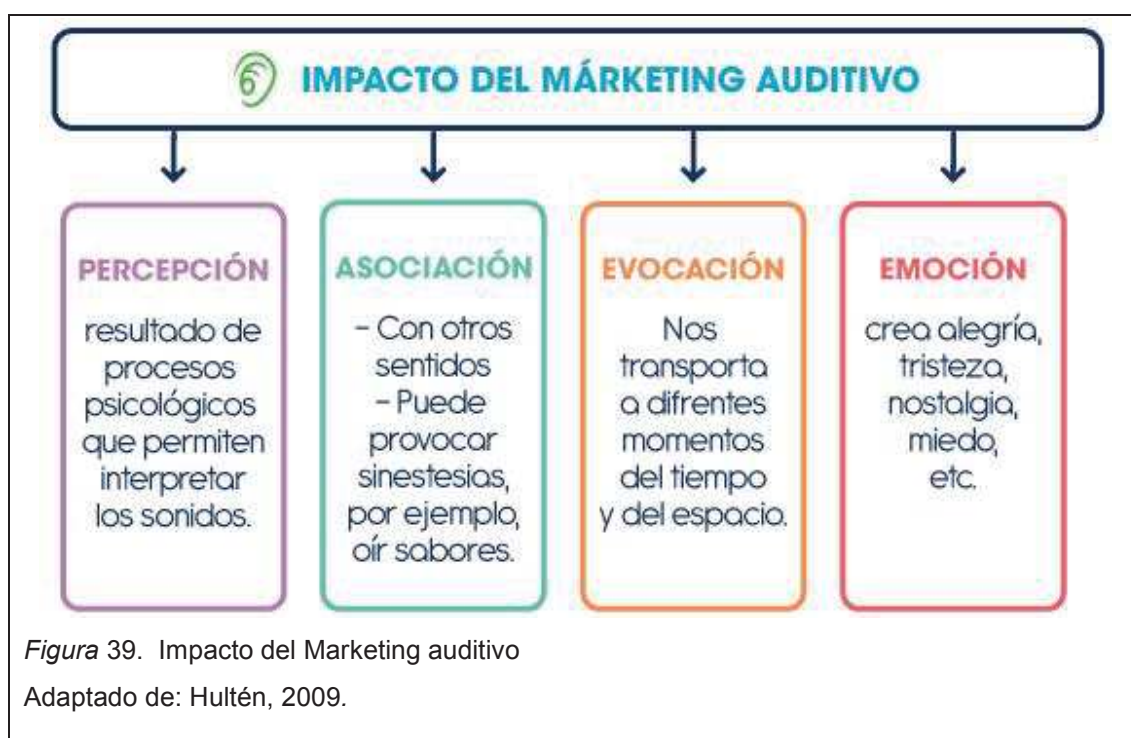 IMPACTO DEL MÁRKETING AUDITIVO
PERCEPCIÓN
resultado de
procesos
psicológicos
que permiten
interpretar
los sonidos.
ASOCIACIÓN
– Con otros
sentidos
– Puede
provocar
sinestesias,
por ejemplo,
oír sabores.
EVOCACIÓN
Nos
transporta
a difrentes
momentos
del tiempo
y del espacio.
EMOCIÓN
crea alegría,
tristeza,
nostalgia,
miedo,
etc.
Figura 39. Impacto del Marketing auditivo
Adaptado de: Hultén, 2009.